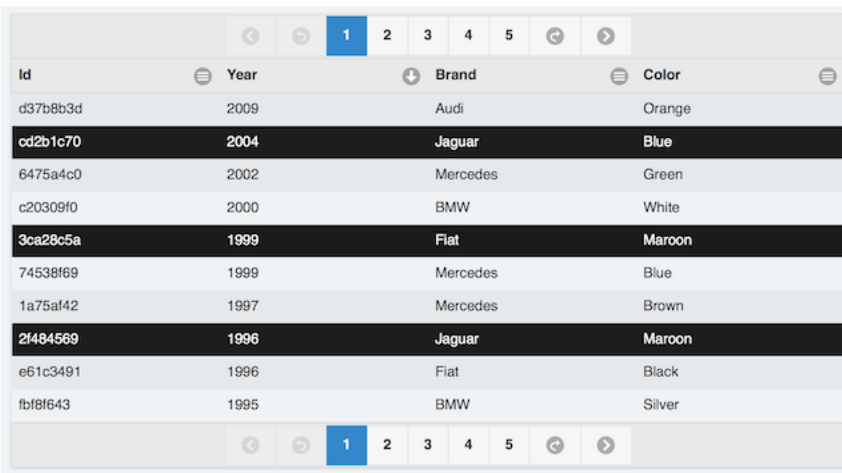 1 2 3 4 5
Id Year Brand Color
d37b8b3d 2009 Audi Orange
cd2b1c70 2004 Jaguar Blue
6475a4c0 2002 Mercedes Green
c20309f0 2000 BMW White
3ca28c5a 1999 Fiat Maroon
74538f69 1999 Mercedes Blue
1a75af42 1997 Mercedes Brown
2f484569 1996 Jaguar Maroon
e61c3491 1996 Fiat Black
fbf8f643 1995 BMW Silver
1 2 3 4 5